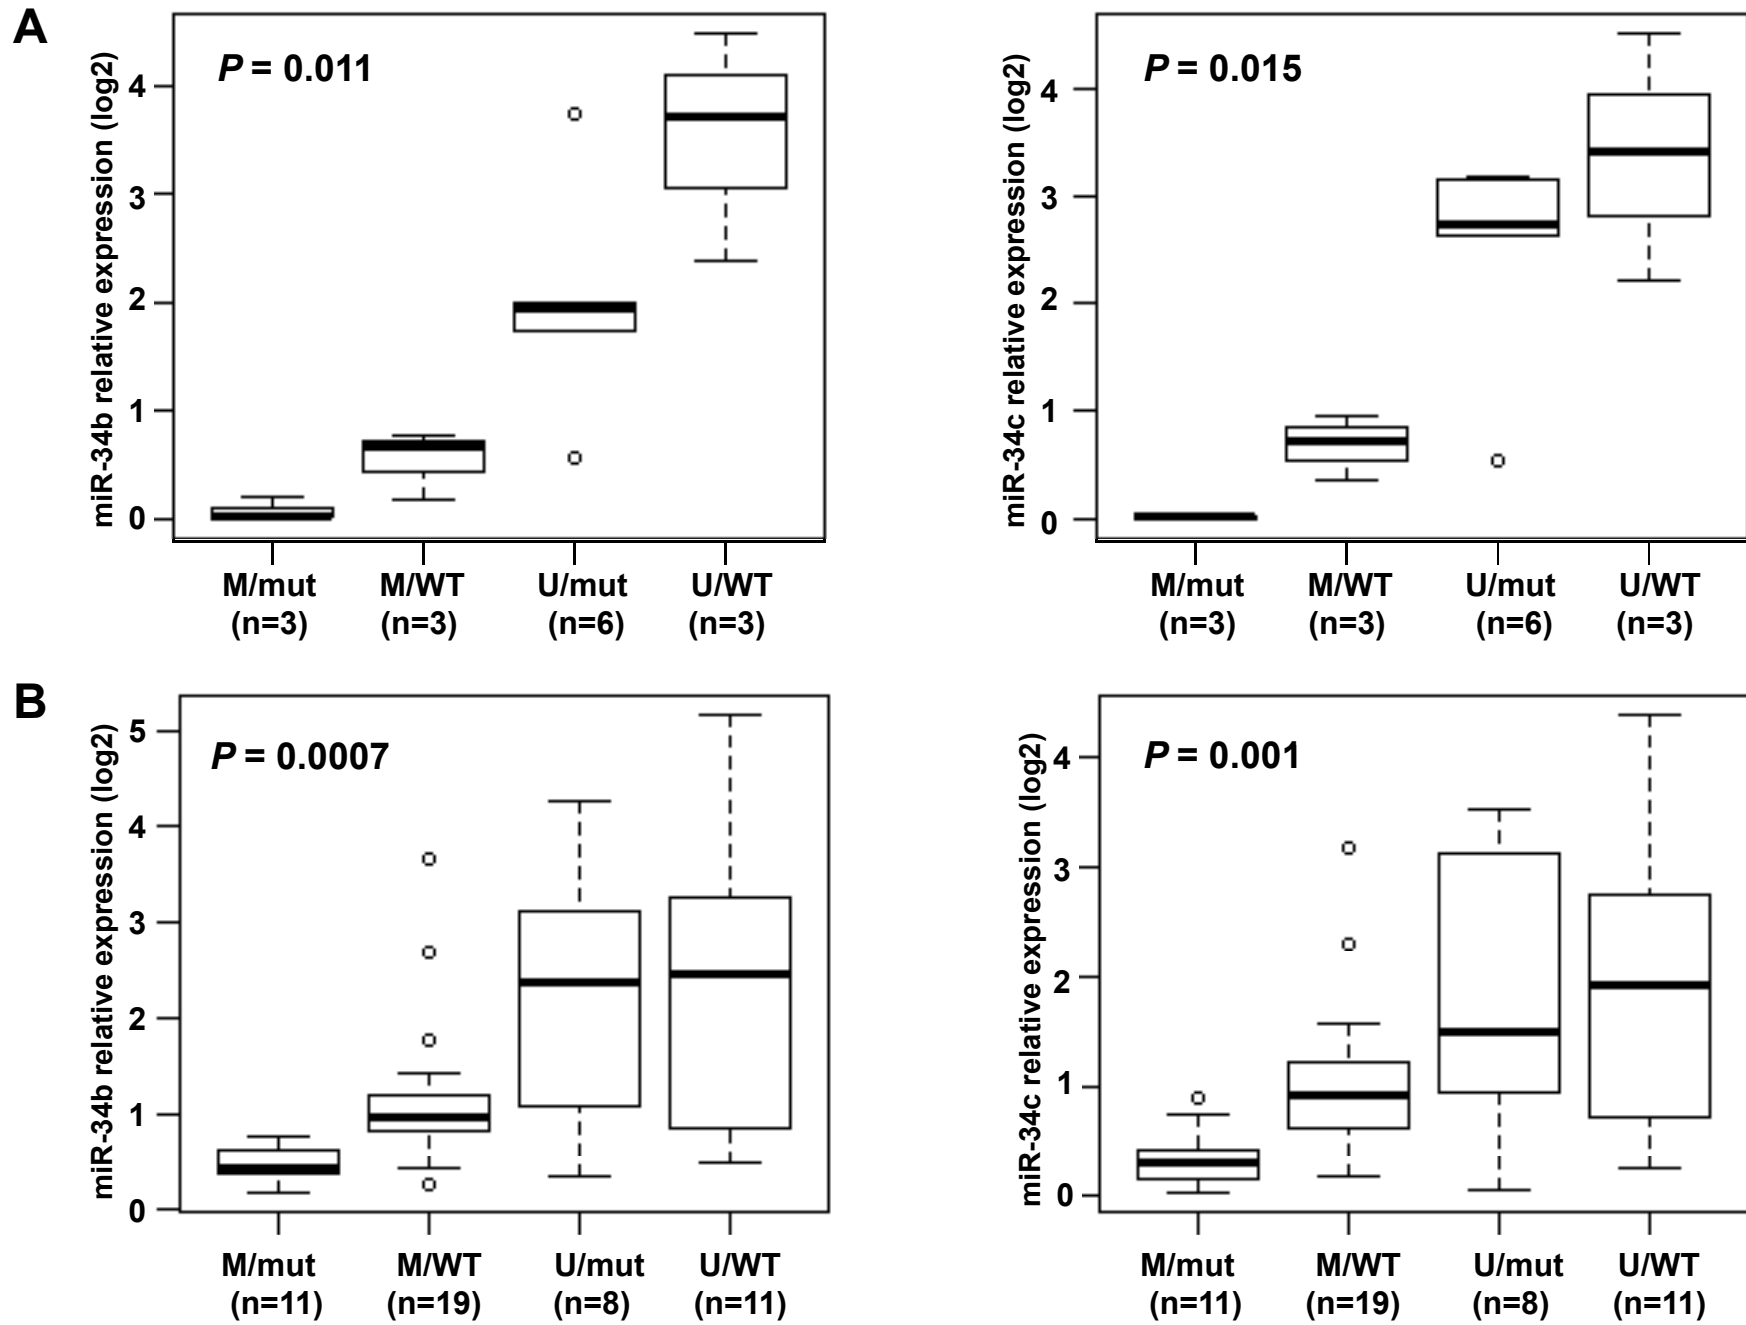 A
P = 0.011
miR-34b relative expression (log2)
4
3
2
1
0
M/mut M/WT U/mut U/WT
(n=3) (n=3) (n=6) (n=3)
P = 0.015
miR-34c relative expression (log2)
4
3
2
1
0
M/mut M/WT U/mut U/WT
(n=3) (n=3) (n=6) (n=3)
B
P = 0.0007
miR-34b relative expression (log2)
5
4
3
2
1
0
M/mut M/WT U/mut U/WT
(n=11) (n=19) (n=8) (n=11)
P = 0.001
miR-34c relative expression (log2)
4
3
2
1
0
M/mut M/WT U/mut U/WT
(n=11) (n=19) (n=8) (n=11)